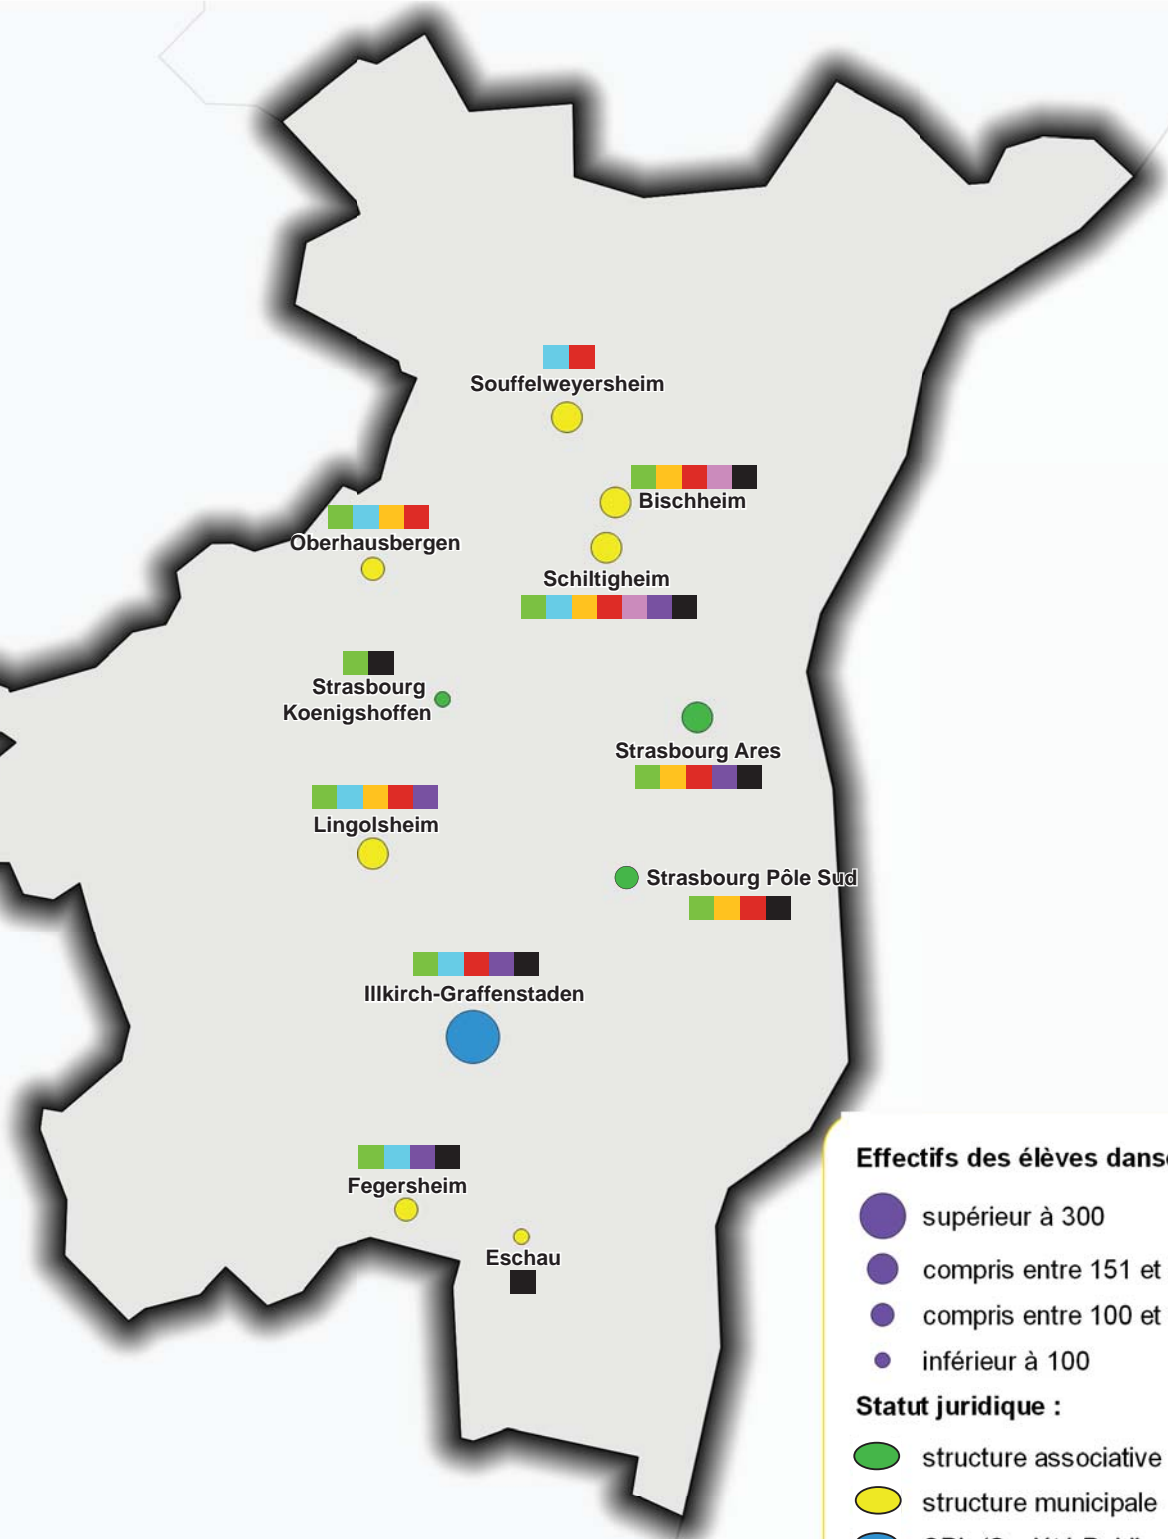 Souffelweyersheim
Bischheim
Oberhausbergen
Schiltigheim
Strasbourg
Koenigshoffen
Strasbourg Ares
Lingolsheim
Strasbourg Pôle Sud
Illkirch-Graffenstaden
Fegersheim
Eschau
Effectifs des élèves dans
supérieur à 300
compris entre 151 et
compris entre 100 et
inférieur à 100
Statut juridique :
structure associative
structure municipale